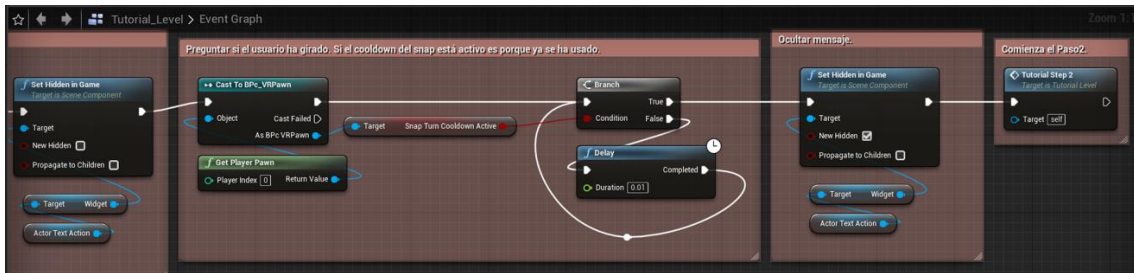 Tutorial_Level > Event Graph
Zoom 1:1
Set Hidden in Game
Target is Scene Component
Target
New Hidden
Propagate to Children
Target Widget
Actor Text Action
Preguntar si el usuario ha girado. Si el cooldown del snap está activo es porque ya se ha usado.
Cast To BPc_VRPawn
Object
Cast Failed
As BPc VRPawn
Get Player Pawn
Player Index 0
Return Value
Target Snap Turn Cooldown Active
Branch
True
Condition False
Delay
Completed
Duration 0.01
Ocultar mensaje.
Set Hidden in Game
Target is Scene Component
Target
New Hidden
Propagate to Children
Target Widget
Actor Text Action
Comienza el Paso2.
Tutorial Step 2
Target is Tutorial Level
Target self